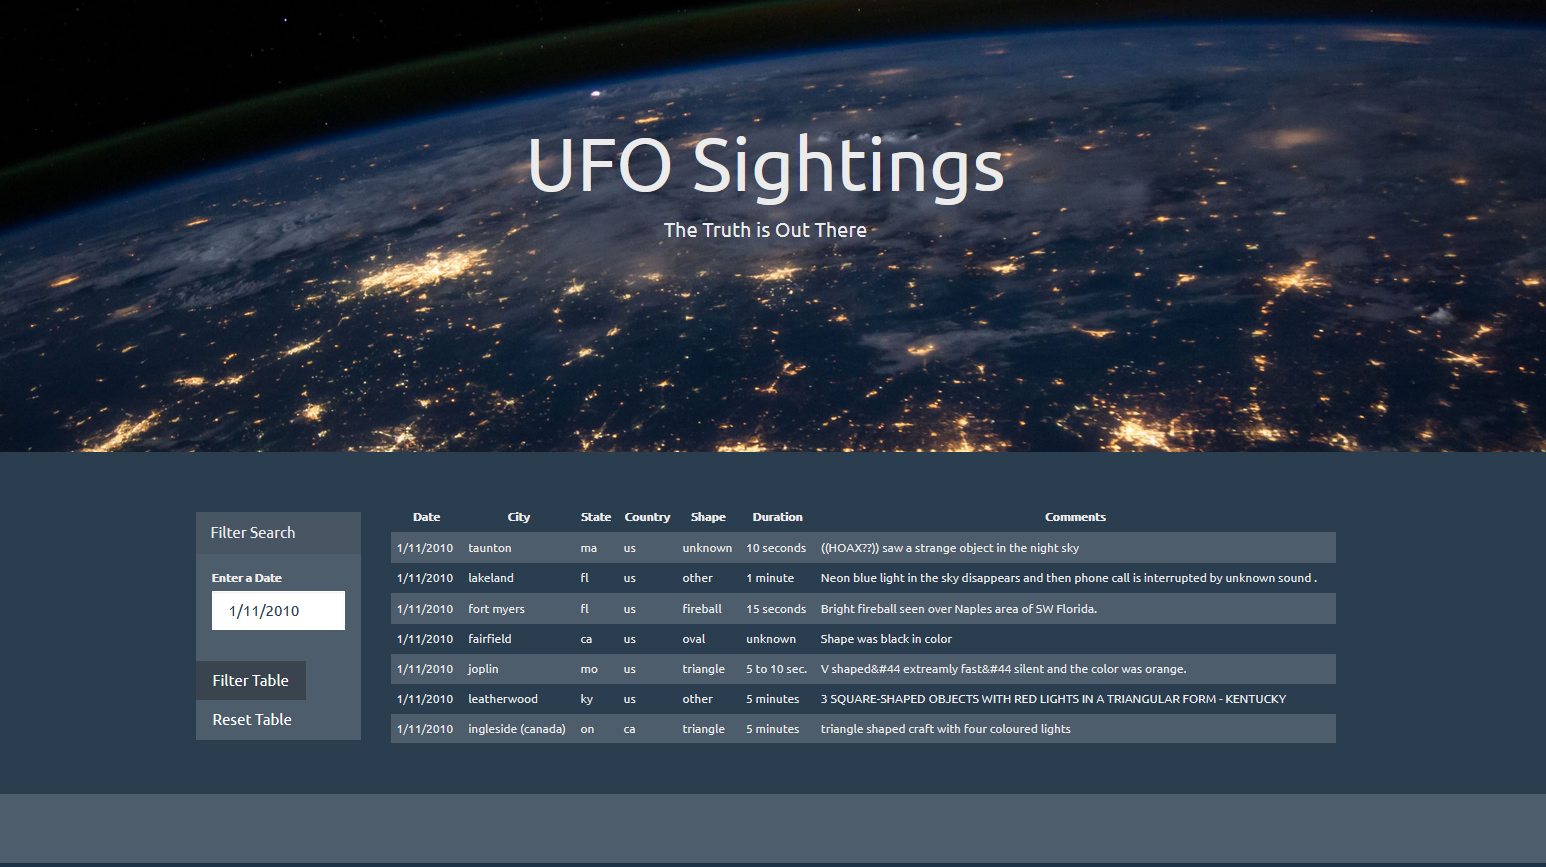 UFO Sightings
The Truth is Out There
Filter Search
Enter a Date
1/11/2010
Filter Table
Reset Table
Date City State Country Shape Duration Comments
1/11/2010 taunton ma us unknown 10 seconds ((HOAX??)) saw a strange object in the night sky
1/11/2010 lakeland fl us other 1 minute Neon blue light in the sky disappears and then phone call is interrupted by unknown sound .
1/11/2010 fort myers fl us fireball 15 seconds Bright fireball seen over Naples area of SW Florida.
1/11/2010 fairfield ca us oval unknown Shape was black in color
1/11/2010 joplin mo us triangle 5 to 10 sec. V shaped&#44 extreamly fast&#44 silent and the color was orange.
1/11/2010 leatherwood ky us other 5 minutes 3 SQUARE-SHAPED OBJECTS WITH RED LIGHTS IN A TRIANGULAR FORM - KENTUCKY
1/11/2010 ingleside (canada) on ca triangle 5 minutes triangle shaped craft with four coloured lights